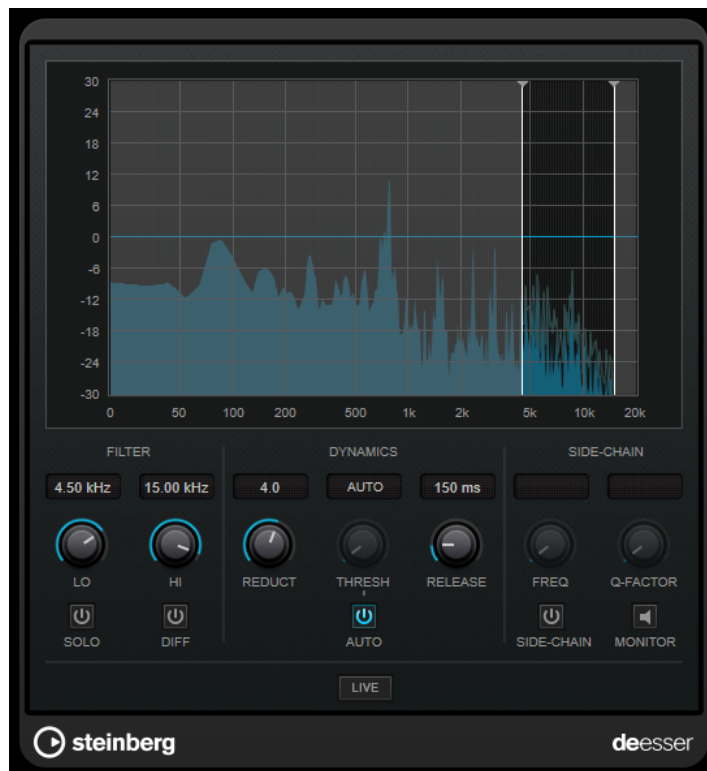 30
24
18
12
6
0
-6
-12
-18
-24
-30
0 50 100 200 500 1k 2k 5k 10k 20k
FILTER DYNAMICS SIDE-CHAIN
4.50 kHz 15.00 kHz 4.0 AUTO 150 ms
LO HI REDUCT THRESH RELEASE FREQ Q-FACTOR
SOLO DIFF AUTO SIDE-CHAIN MONITOR
LIVE
steinberg deesser